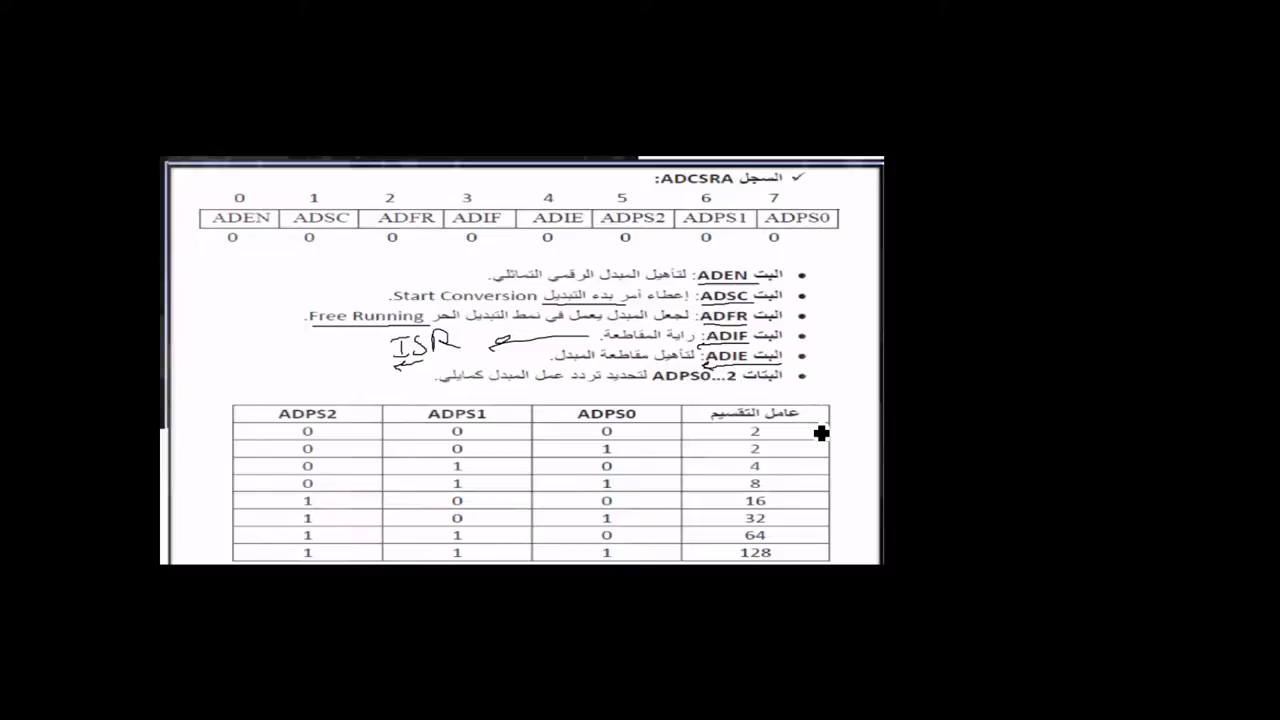 ✓ السجل ADCSRA:
0 1 2 3 4 5 6 7
ADEN ADSC ADFR ADIF ADIE ADPS2 ADPS1 ADPS0
0 0 0 0 0 0 0 0
• البت ADEN: لتأهيل المبدل الرقمي التماثلي.
• البت ADSC: إعطاء أمر بدء التبديل Start Conversion.
• البت ADFR: لجعل المبدل يعمل في نمط التبديل الحر Free Running.
• البت ADIF: راية المقاطعة.
ISR
• البت ADIE: لتأهيل مقاطعة المبدل.
• البتات ADPS0...2 لتحديد تردد عمل المبدل كمايلي.
ADPS2 ADPS1 ADPS0 عامل التقسيم
0 0 0 2
0 0 1 2
0 1 0 4
0 1 1 8
1 0 0 16
1 0 1 32
1 1 0 64
1 1 1 128